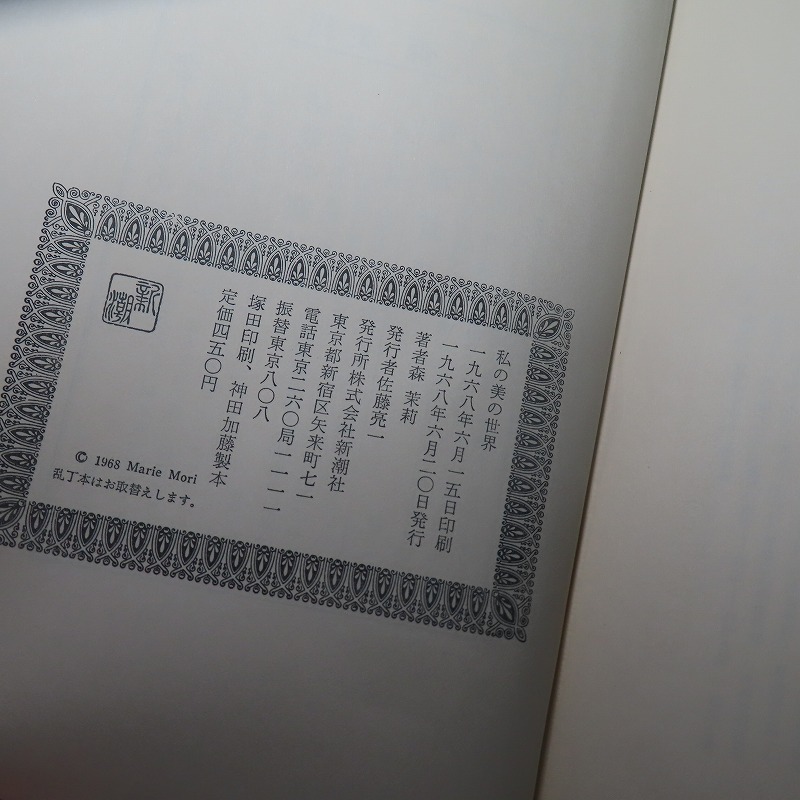 私の美の世界
一九六八年六月一五日印刷
一九六八年六月二〇日発行
著者森 茉莉
発行者佐藤亮一
発行所株式会社新潮社
東京都新宿区矢来町七一
電話東京二六〇局一一一一
振替東京八〇八
塚田印刷、神田加藤製本
定価四五〇円
新潮
© 1968 Marie Mori
乱丁本はお取替えします。